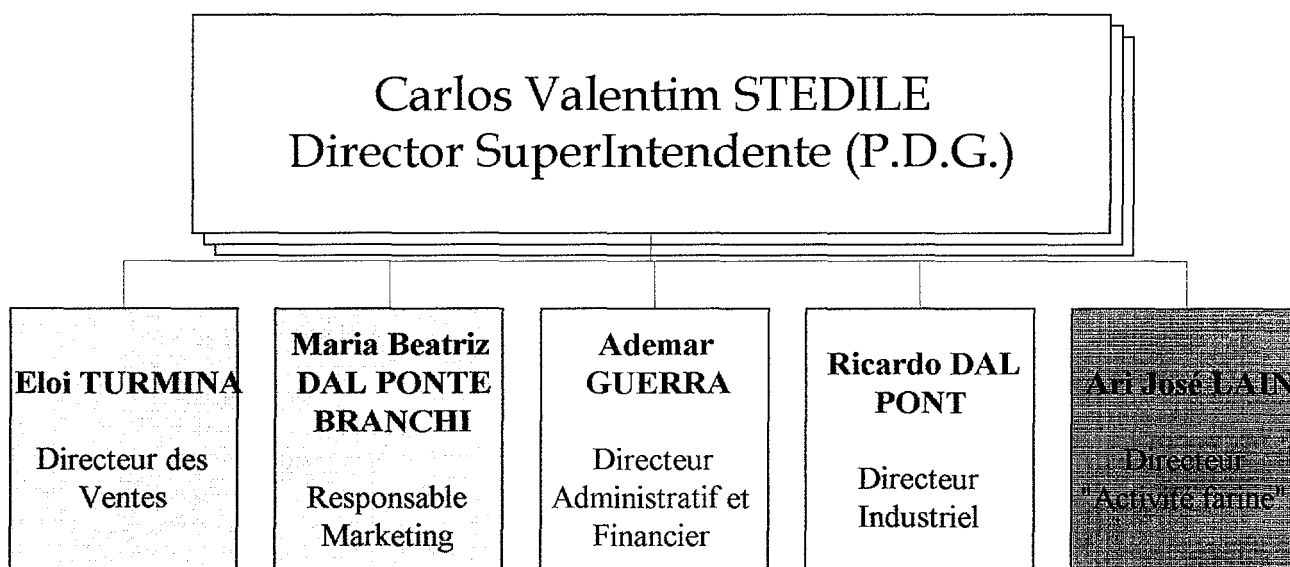 Carlos Valentim STEDILE
Director SuperIntendente (P.D.G.)
Eloi TURMINA
Directeur des
Ventes
Maria Beatriz
DAL PONTE
BRANCHI
Responsable
Marketing
Ademar
GUERRA
Directeur
Administratif et
Financier
Ricardo DAL
PONT
Directeur
Industriel
Ari José LAIN
Directeur
"Activité farine"